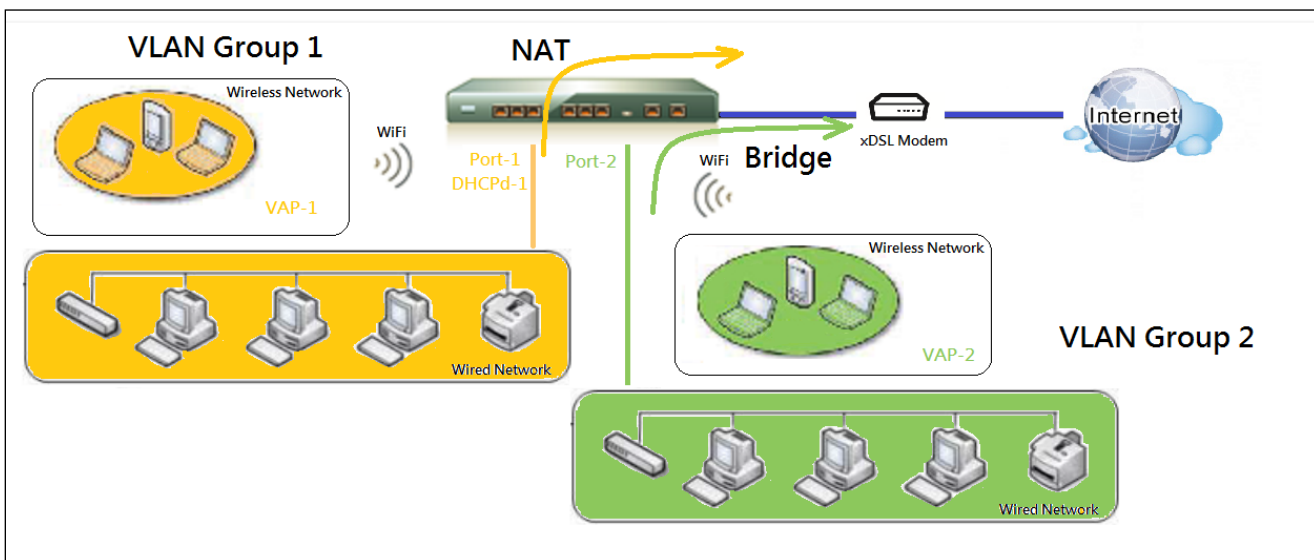 VLAN Group 1
NAT
Wireless Network
WiFi
VAP-1
Port-1
DHCPd-1
Port-2
WiFi
Bridge
xDSL Modem
Internet
Wired Network
Wireless Network
VAP-2
VLAN Group 2
Wired Network